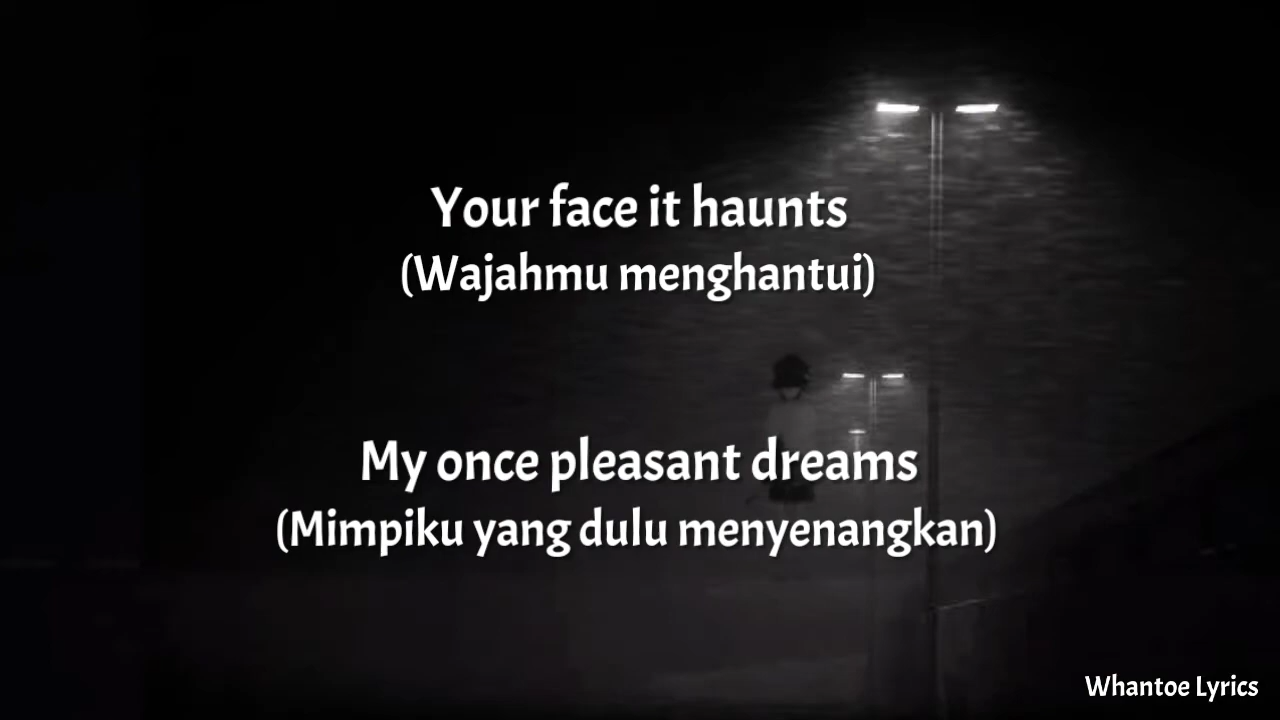 Your face it haunts
(Wajahmu menghantui)
My once pleasant dreams
(Mimpiku yang dulu menyenangkan)
Whantoe Lyrics